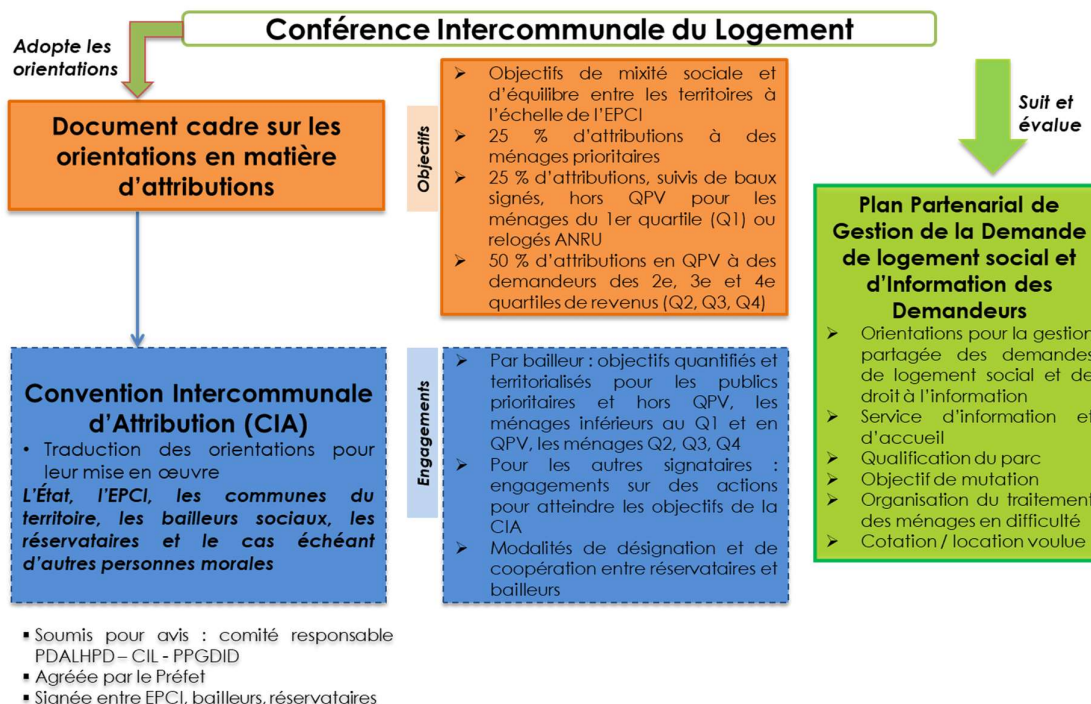 Conférence Intercommunale du Logement
Adopte les
orientations
Document cadre sur les
orientations en matière
d'attributions
Objectifs
➢ Objectifs de mixité sociale et
d'équilibre entre les territoires à
l'échelle de l'EPCI
➢ 25 % d'attributions à des
ménages prioritaires
➢ 25 % d'attributions, suivis de baux
signés, hors QPV pour les
ménages du 1er quartile (Q1) ou
relogés ANRU
➢ 50 % d'attributions en QPV à des
demandeurs des 2e, 3e et 4e
quartiles de revenus (Q2, Q3, Q4)
Suit et
évalue
Plan Partenarial de
Gestion de la Demande
de logement social et
d'Information des
Demandeurs
➢ Orientations pour la gestion
partagée des demandes
de logement social et de
droit à l'information
➢ Service d'information et
d'accueil
➢ Qualification du parc
➢ Objectif de mutation
➢ Organisation du traitement
des ménages en difficulté
➢ Cotation / location voulue
Convention Intercommunale
d'Attribution (CIA)
• Traduction des orientations pour
leur mise en œuvre
L'État, l'EPCI, les communes du
territoire, les bailleurs sociaux, les
réservataires et le cas échéant
d'autres personnes morales
Engagements
➢ Par bailleur : objectifs quantifiés et
territorialisés pour les publics
prioritaires et hors QPV, les
ménages inférieurs au Q1 et en
QPV, les ménages Q2, Q3, Q4
➢ Pour les autres signataires :
engagements sur des actions
pour atteindre les objectifs de la
CIA
➢ Modalités de désignation et de
coopération entre réservataires et
bailleurs
▪ Soumis pour avis : comité responsable
PDALHPD – CIL - PPGDID
▪ Agréée par le Préfet
▪ Signée entre EPCI, bailleurs, réservataires